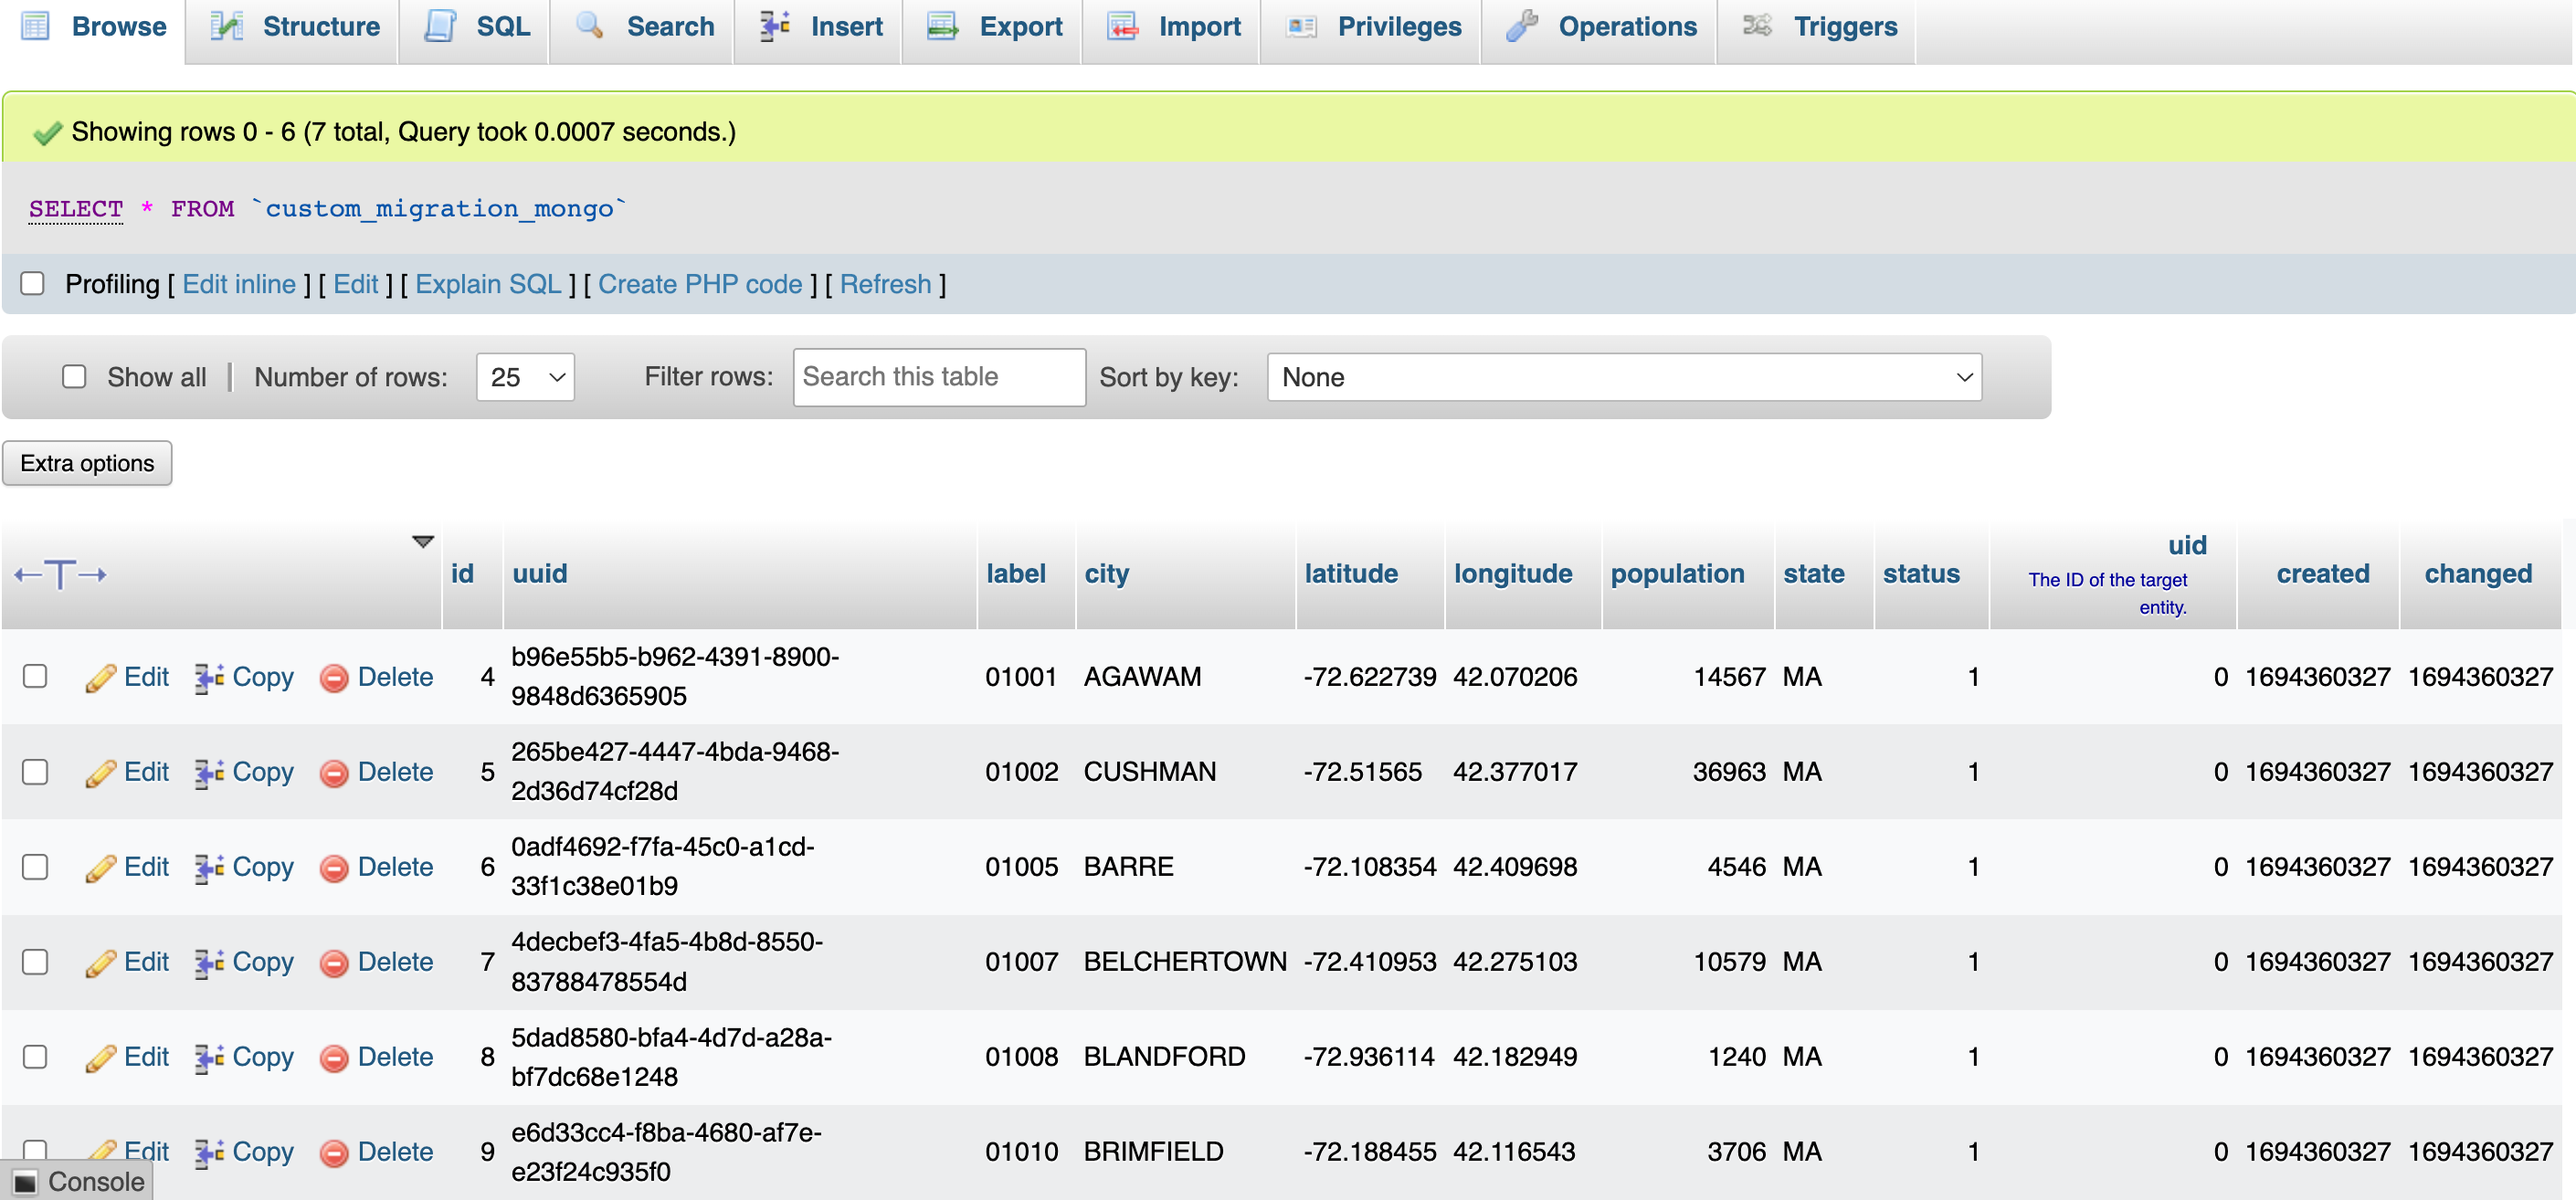 Browse Structure SQL Search Insert Export Import Privileges Operations Triggers
Showing rows 0 - 6 (7 total, Query took 0.0007 seconds.)
SELECT * FROM `custom_migration_mongo`
Profiling [ Edit inline ] [ Edit ] [ Explain SQL ] [ Create PHP code ] [ Refresh ]
Show all | Number of rows: 25 Filter rows: Search this table Sort by key: None
Extra options
←T→ id uuid label city latitude longitude population state status uid created changed
The ID of the target
entity.
Edit Copy Delete 4 b96e55b5-b962-4391-8900- 01001 AGAWAM -72.622739 42.070206 14567 MA 1 0 1694360327 1694360327
9848d6365905
Edit Copy Delete 5 265be427-4447-4bda-9468- 01002 CUSHMAN -72.51565 42.377017 36963 MA 1 0 1694360327 1694360327
2d36d74cf28d
Edit Copy Delete 6 0adf4692-f7fa-45c0-a1cd- 01005 BARRE -72.108354 42.409698 4546 MA 1 0 1694360327 1694360327
33f1c38e01b9
Edit Copy Delete 7 4decbef3-4fa5-4b8d-8550- 01007 BELCHERTOWN -72.410953 42.275103 10579 MA 1 0 1694360327 1694360327
83788478554d
Edit Copy Delete 8 5dad8580-bfa4-4d7d-a28a- 01008 BLANDFORD -72.936114 42.182949 1240 MA 1 0 1694360327 1694360327
bf7dc68e1248
Edit Copy Delete 9 e6d33cc4-f8ba-4680-af7e- 01010 BRIMFIELD -72.188455 42.116543 3706 MA 1 0 1694360327 1694360327
e23f24c935f0
Console